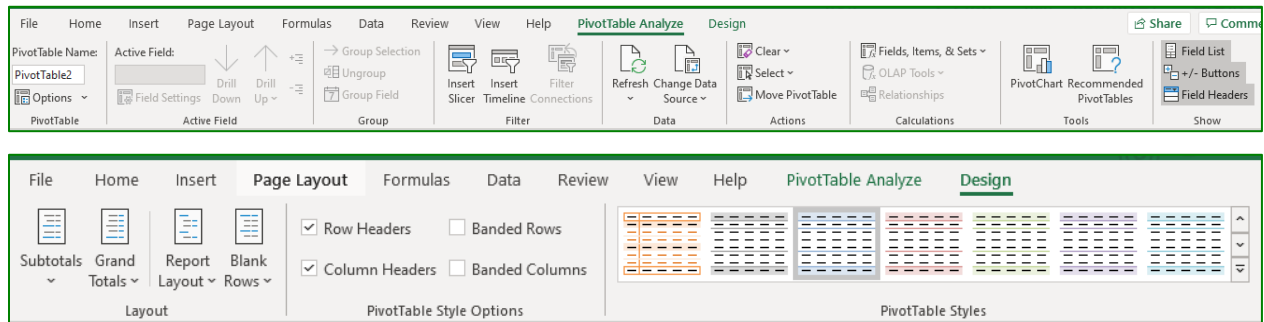 File Home Insert Page Layout Formulas Data Review View Help PivotTable Analyze Design Share Comme
PivotTable Name: Active Field: Group Selection Clear Fields, Items, & Sets Field List
PivotTable2 Ungroup Select OLAP Tools +/- Buttons
Options Field Settings Drill Down Drill Up Group Field Insert Slicer Insert Timeline Filter Connections Refresh Change Data Source Move PivotTable Relationships PivotChart Recommended PivotTables Field Headers
PivotTable Active Field Group Filter Data Actions Calculations Tools Show
File Home Insert Page Layout Formulas Data Review View Help PivotTable Analyze Design
Row Headers Banded Rows
Subtotals Grand Report Blank
Totals Layout Rows
Column Headers Banded Columns
Layout PivotTable Style Options PivotTable Styles